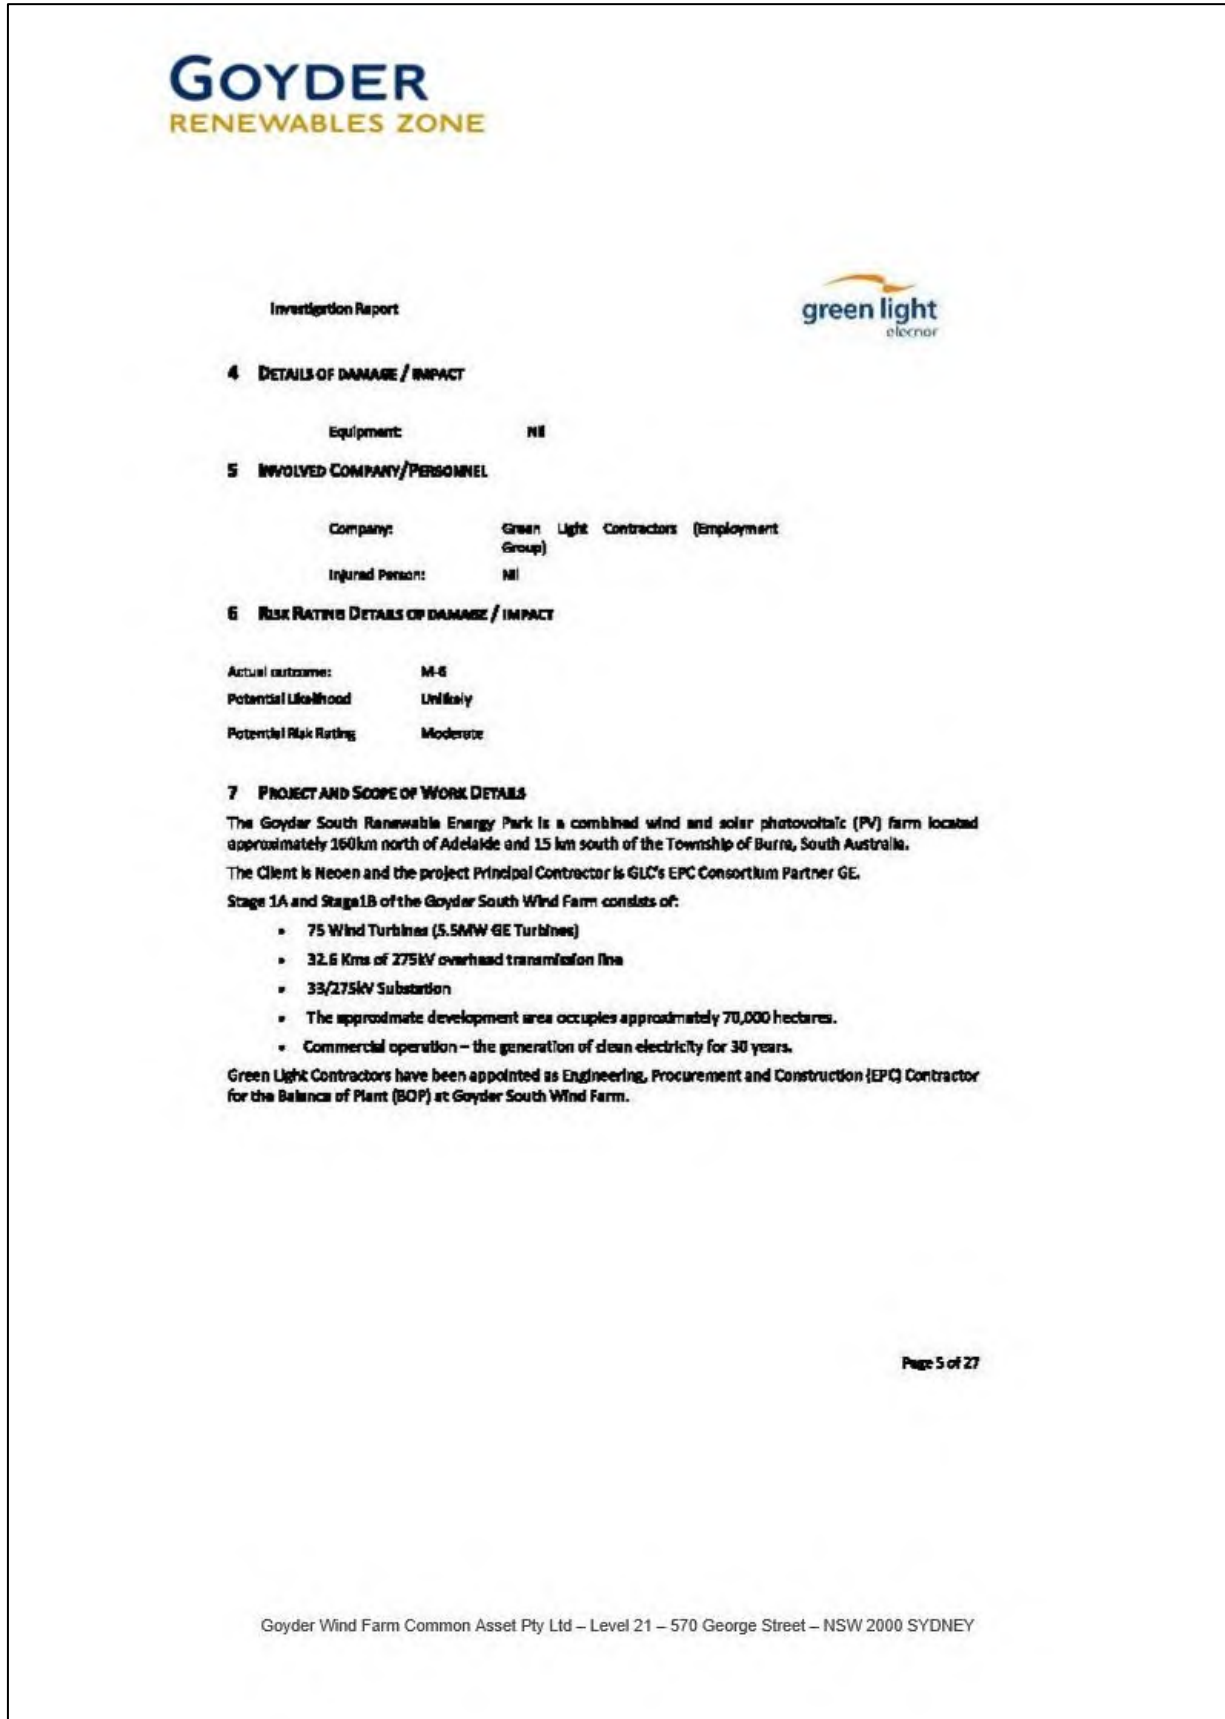 GOYDER
RENEWABLES ZONE
Investigation Report
green light
elecnor
4 DETAILS OF DAMAGE / IMPACT
Equipment: Nil
5 INVOLVED COMPANY/PERSONNEL
Company: Green Light Contractors (Employment
Group)
Injured Person: Nil
6 RISK RATING DETAILS OF DAMAGE / IMPACT
Actual outcome: M-6
Potential Likelihood Unlikely
Potential Risk Rating Moderate
7 PROJECT AND SCOPE OF WORK DETAILS
The Goyder South Renewable Energy Park is a combined wind and solar photovoltaic (PV) farm located
approximately 160km north of Adelaide and 15 km south of the Township of Burra, South Australia.
The Client is Neoen and the project Principal Contractor is GLC's EPC Consortium Partner GE.
Stage 1A and Stage1B of the Goyder South Wind Farm consists of:
• 75 Wind Turbines (5.5MW GE Turbines)
• 32.6 Kms of 275kV overhead transmission line
• 33/275kV Substation
• The approximate development area occupies approximately 70,000 hectares.
• Commercial operation – the generation of clean electricity for 30 years.
Green Light Contractors have been appointed as Engineering, Procurement and Construction (EPC) Contractor
for the Balance of Plant (BOP) at Goyder South Wind Farm.
Page 5 of 27
Goyder Wind Farm Common Asset Pty Ltd – Level 21 – 570 George Street – NSW 2000 SYDNEY